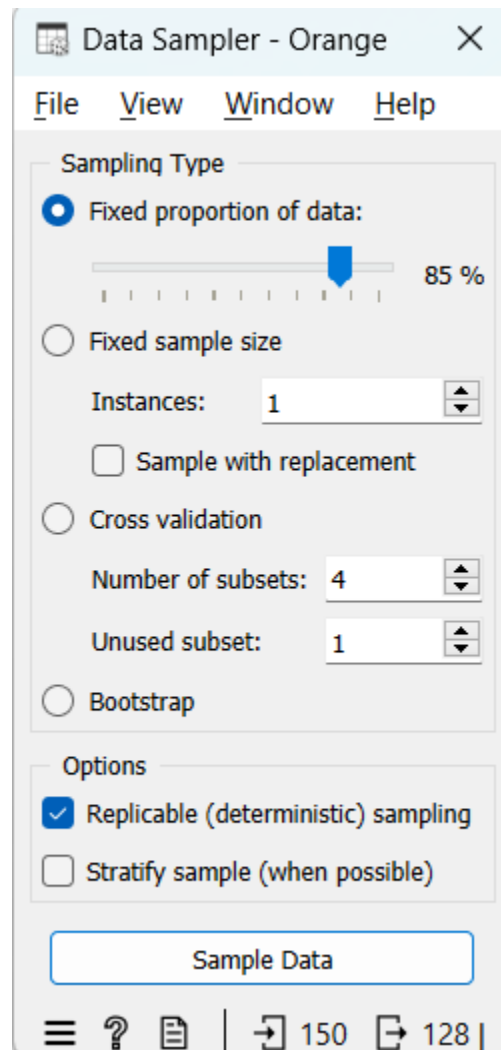 Data Sampler - Orange
File View Window Help
Sampling Type
Fixed proportion of data:
85 %
Fixed sample size
Instances: 1
Sample with replacement
Cross validation
Number of subsets: 4
Unused subset: 1
Bootstrap
Options
Replicable (deterministic) sampling
Stratify sample (when possible)
Sample Data
150 128 |